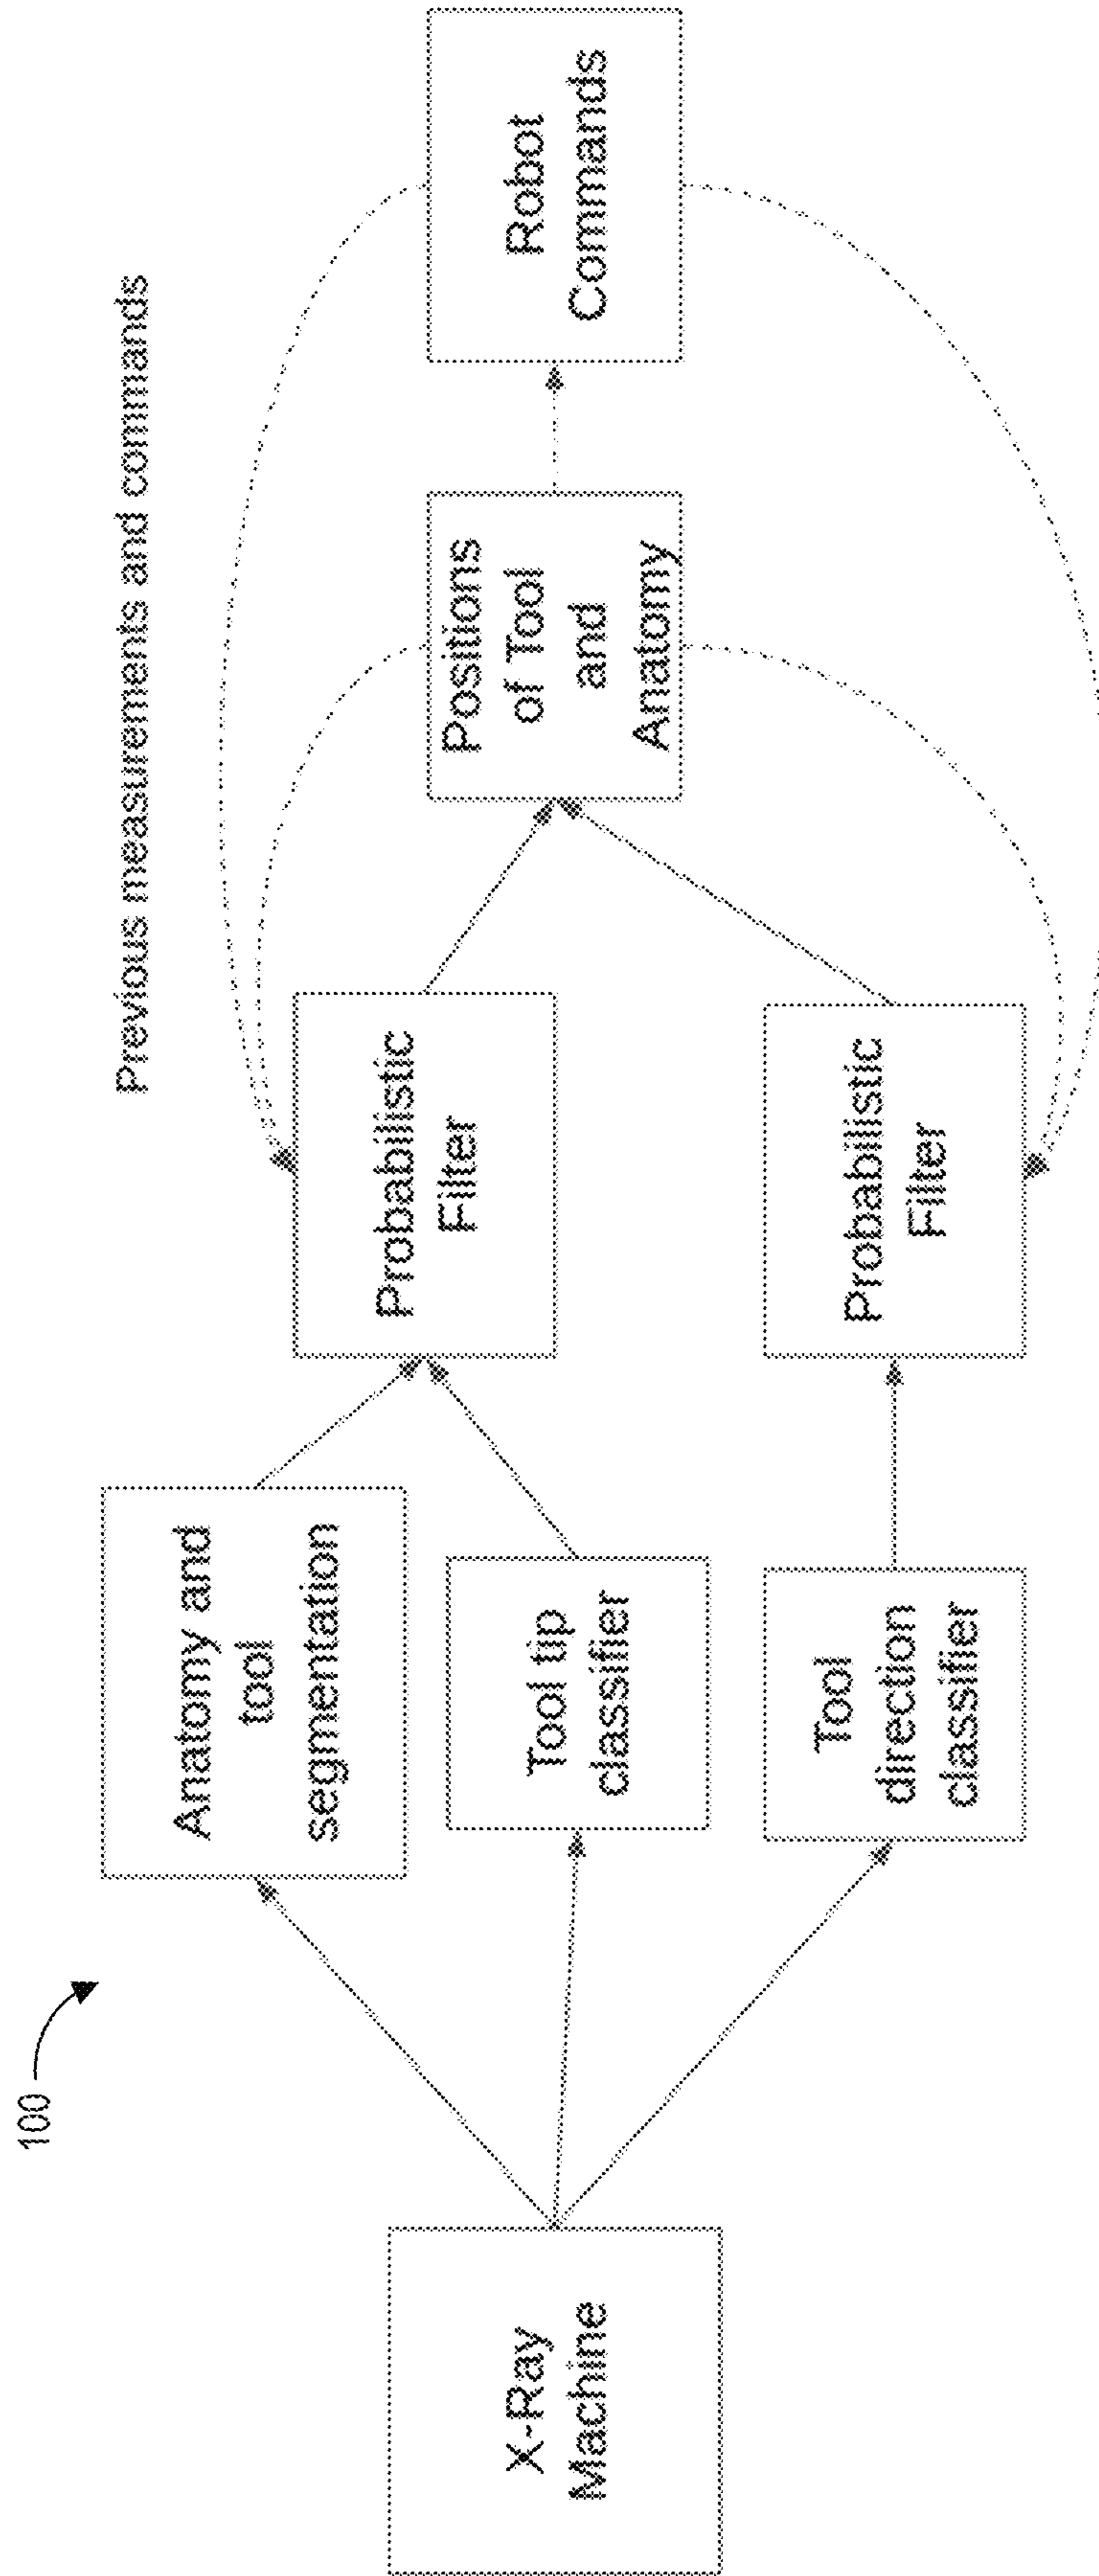 100
Previous measurements and commands
X-Ray
Machine
Anatomy and
tool
segmentation
Tool tip
classifier
Tool
direction
classifier
Probabilistic
Filter
Probabilistic
Filter
Positions
of Tool
and
Anatomy
Robot
Commands